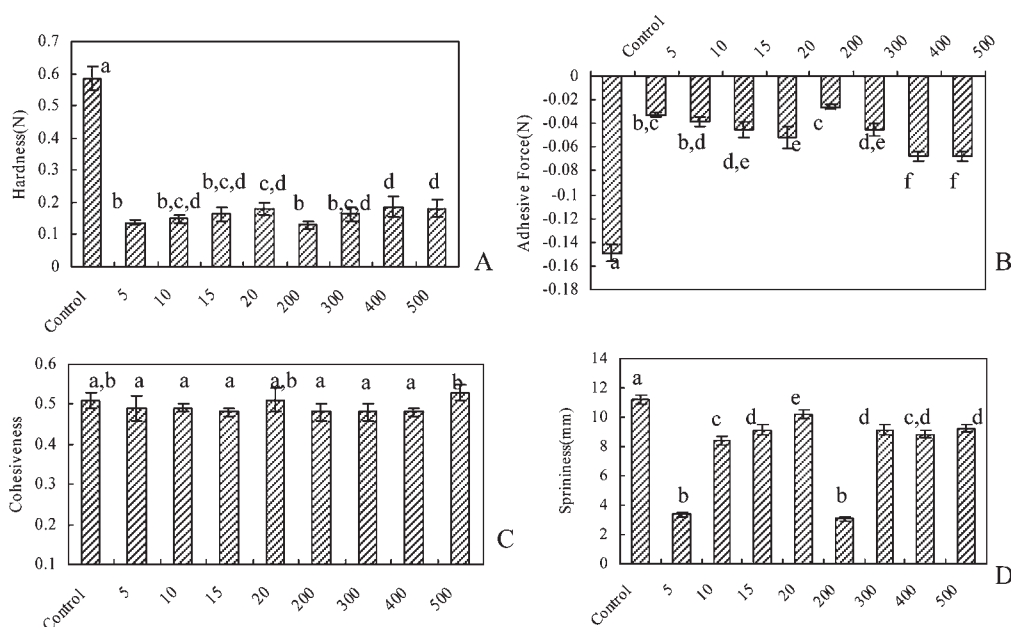 0.7
0.6
0.5
0.4
0.3
0.2
0.1
0
Hardness(N)
a
b
b,c,d
b,c,d
c,d
b
b,c,d
d
d
Control
5
10
15
20
200
300
400
500
A
Control
5
10
15
20
200
300
400
500
0
-0.02
-0.04
-0.06
-0.08
-0.1
-0.12
-0.14
-0.16
-0.18
Adhesive Force(N)
a
b,c
b,d
d,e
e
c
d,e
f
f
B
0.6
0.5
0.4
0.3
0.2
0.1
Cohesiveness
a,b
a
a
a
a,b
a
a
a
b
Control
5
10
15
20
200
300
400
500
C
14
12
10
8
6
4
2
0
Sprininess(mm)
a
b
c
d
e
b
d
c,d
d
Control
5
10
15
20
200
300
400
500
D